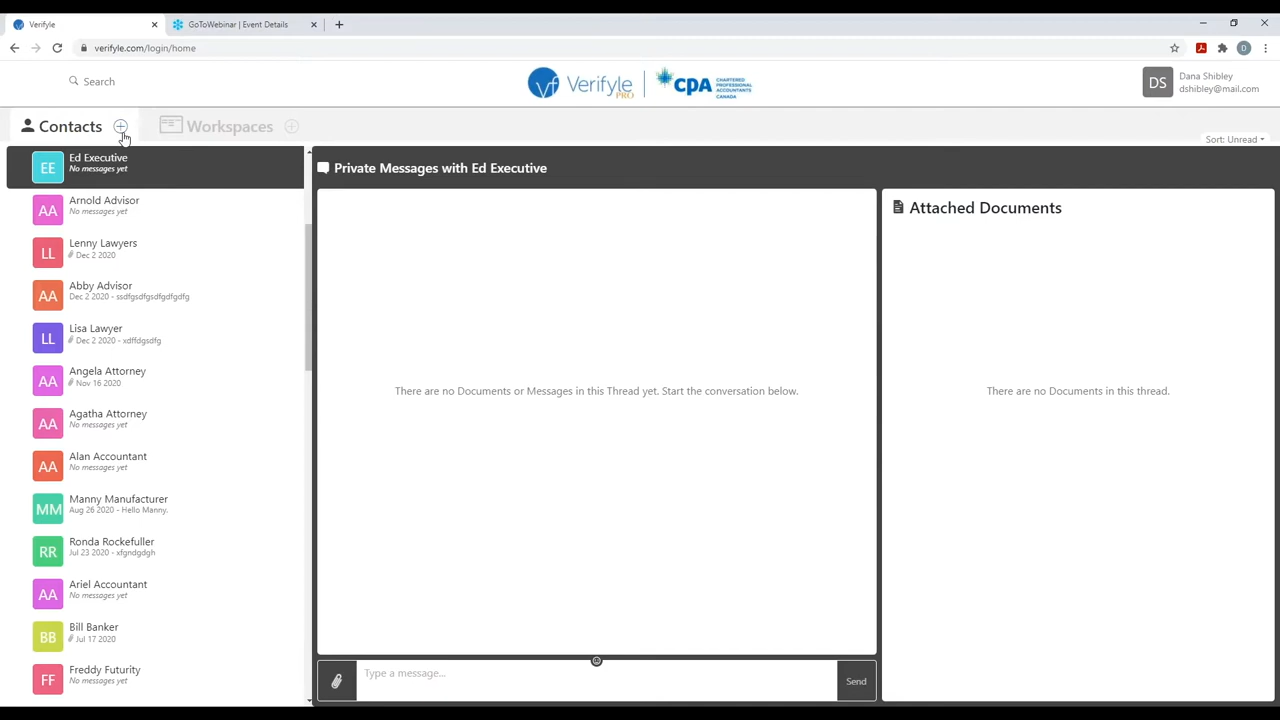 Verifyle
GoToWebinar | Event Details
verifyle.com/login/home
D
Search
vf Verifyle PRO
CPA CHARTERED PROFESSIONAL ACCOUNTANTS CANADA
DS
Dana Shibley
dshibley@mail.com
Contacts
Workspaces
Sort: Unread
EE
Ed Executive
No messages yet
AA
Arnold Advisor
No messages yet
LL
Lenny Lawyers
Dec 2 2020
AA
Abby Advisor
Dec 2 2020 - ssdfgsdfgsdfgdfgdfg
LL
Lisa Lawyer
Dec 2 2020 - xdffdgsdfg
AA
Angela Attorney
Nov 16 2020
AA
Agatha Attorney
No messages yet
AA
Alan Accountant
No messages yet
MM
Manny Manufacturer
Aug 26 2020 - Hello Manny.
RR
Ronda Rockefuller
Jul 23 2020 - xfgndgdgh
AA
Ariel Accountant
No messages yet
BB
Bill Banker
Jul 17 2020
FF
Freddy Futurity
No messages yet
Private Messages with Ed Executive
There are no Documents or Messages in this Thread yet. Start the conversation below.
Type a message...
Send
Attached Documents
There are no Documents in this thread.